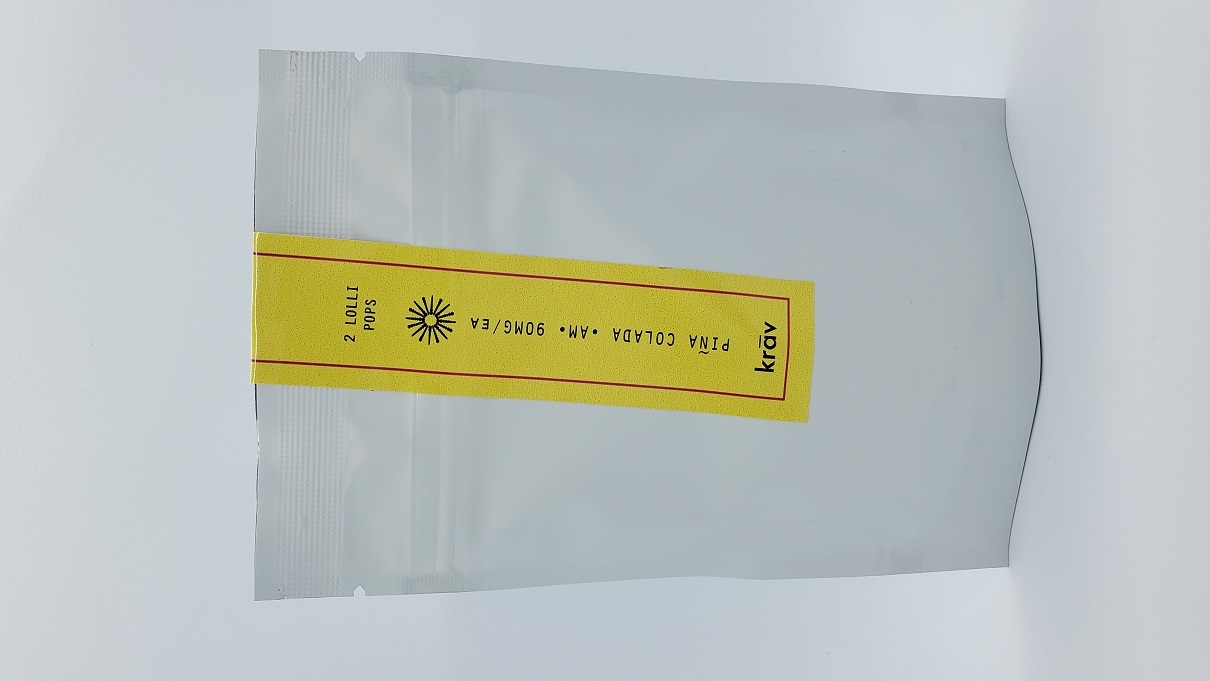 2 LOLLI
POPS
PIÑA COLADA • AM • 90MG/EA
krāv